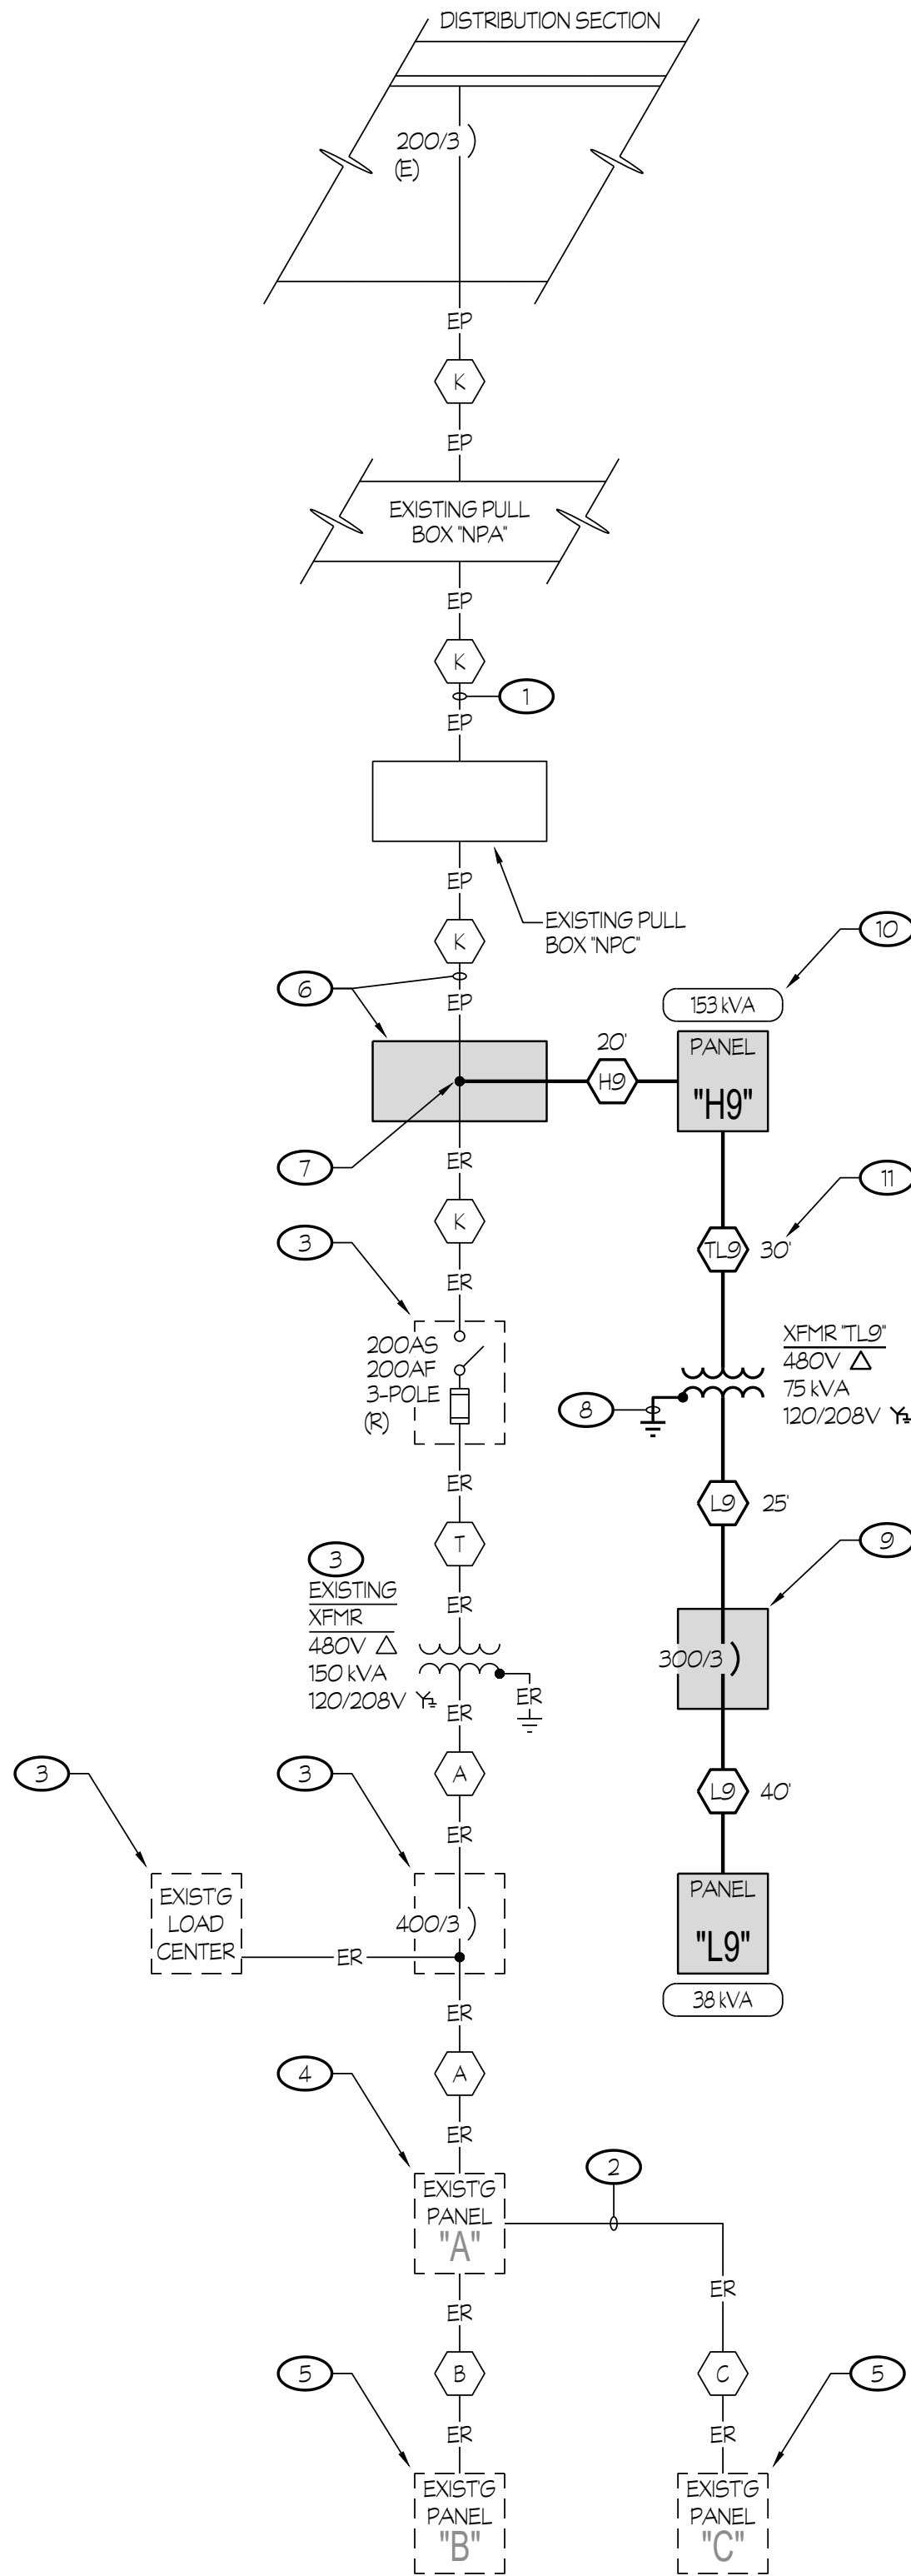 DISTRIBUTION SECTION
200/3
(E)
EP
K
EP
EXISTING PULL
BOX "NPA"
EP
K
1
EP
EP
EXISTING PULL
BOX "NPC"
K
10
6
EP
153 kVA
20'
PANEL
H9
"H9"
7
ER
11
K
3
TL9 30'
ER
200AS
200AF
3-POLE
(R)
XFMR "TL9"
480V △
75 kVA
120/208V
8
ER
L9 25'
T
9
3
EXISTING
XFMR
480V △
150 kVA
120/208V
ER
300/3
ER
ER
3
3
A
L9 40'
ER
EXIST'G
LOAD
CENTER
400/3
PANEL
"L9"
ER
38 kVA
ER
A
4
ER
2
EXIST'G
PANEL
"A"
ER
ER
5
B
C
5
ER
ER
EXIST'G
PANEL
"B"
EXIST'G
PANEL
"C"